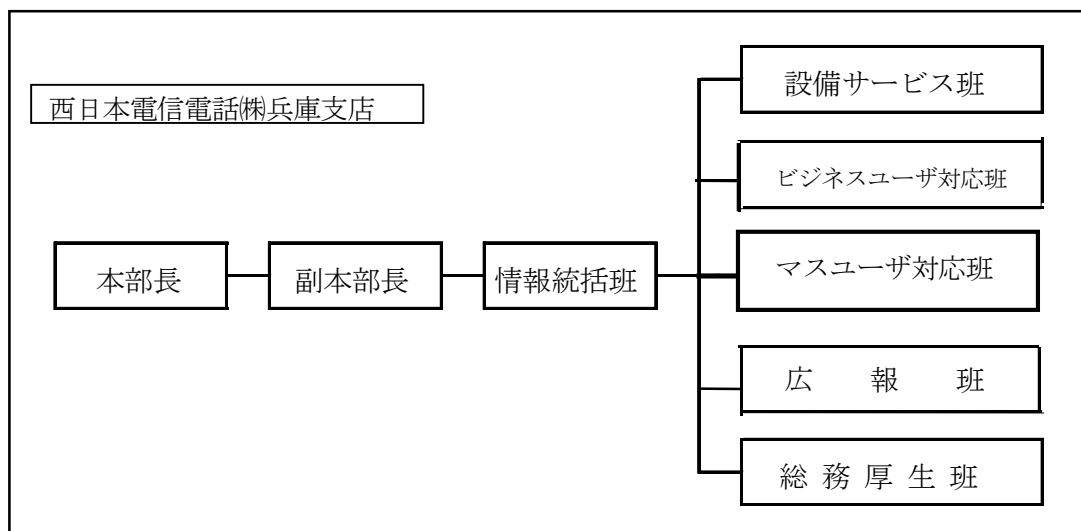 西日本電信電話㈱兵庫支店
設備サービス班
ビジネスユーザ対応班
本部長
副本部長
情報統括班
マスユーザ対応班
広　報　班
総 務 厚 生 班